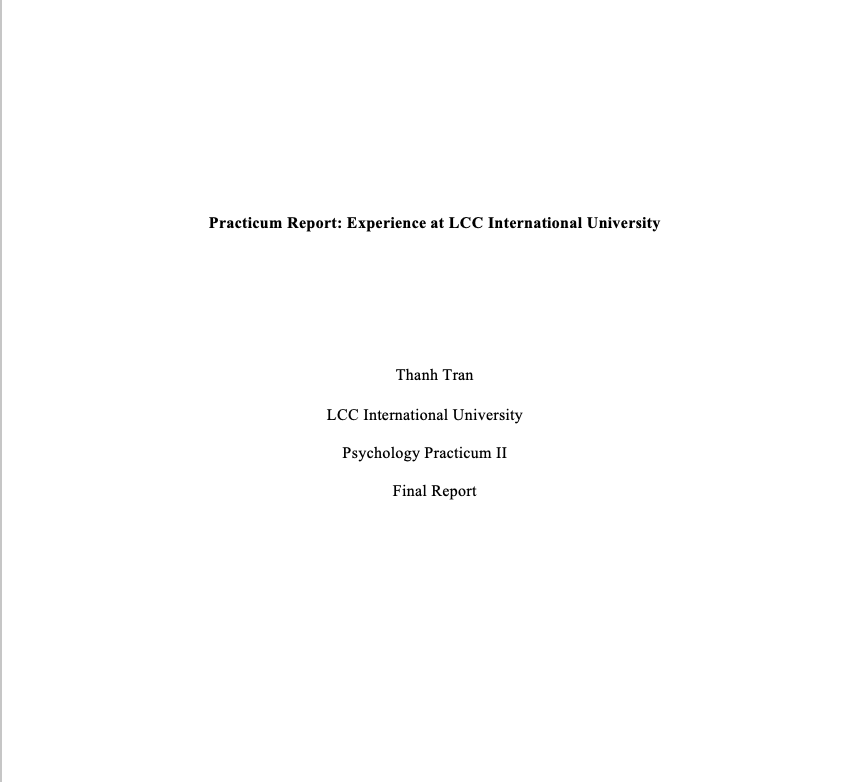 Practicum Report: Experience at LCC International University
Thanh Tran
LCC International University
Psychology Practicum II
Final Report